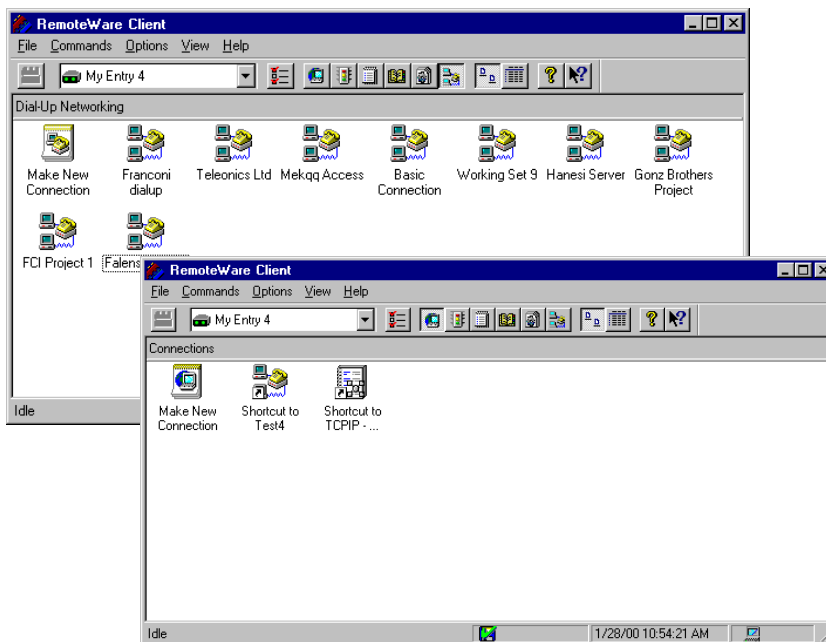 RemoteWare Client
File Commands Options View Help
My Entry 4
Dial-Up Networking
Make New Connection
Franconi dialup
Teleonics Ltd
Mekqq Access
Basic Connection
Working Set 9
Hanesi Server
Gonz Brothers Project
FCI Project 1
Falens
Idle
RemoteWare Client
File Commands Options View Help
My Entry 4
Connections
Make New Connection
Shortcut to Test4
Shortcut to TCPIP - ...
Idle
1/28/00 10:54:21 AM